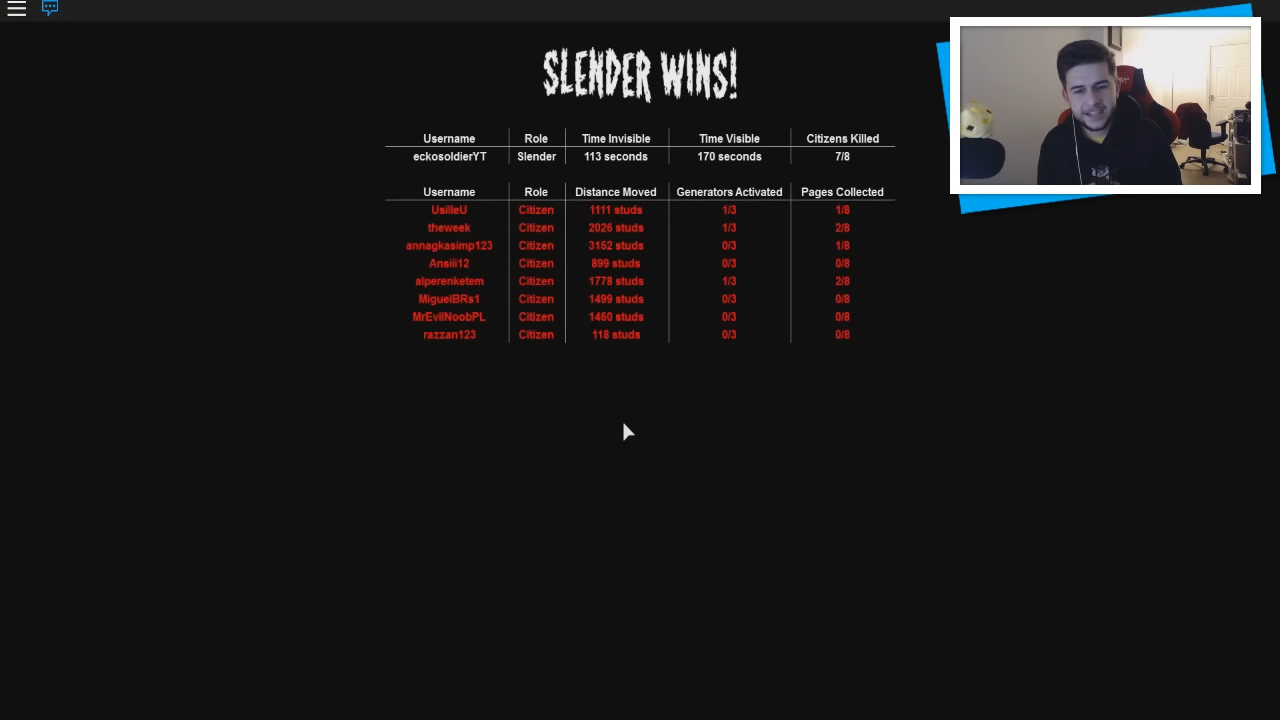 SLENDER WINS!
Username Role Time Invisible Time Visible Citizens Killed
eckosoldierYT Slender 113 seconds 170 seconds 7/8
Username Role Distance Moved Generators Activated Pages Collected
UsilleU Citizen 1111 studs 1/3 1/8
theweek Citizen 2026 studs 1/3 2/8
annagkasimp123 Citizen 3152 studs 0/3 1/8
Ansiii12 Citizen 899 studs 0/3 0/8
alperenketem Citizen 1778 studs 1/3 2/8
MiguelBRs1 Citizen 1499 studs 0/3 0/8
MrEvilNoobPL Citizen 1460 studs 0/3 0/8
razzan123 Citizen 118 studs 0/3 0/8